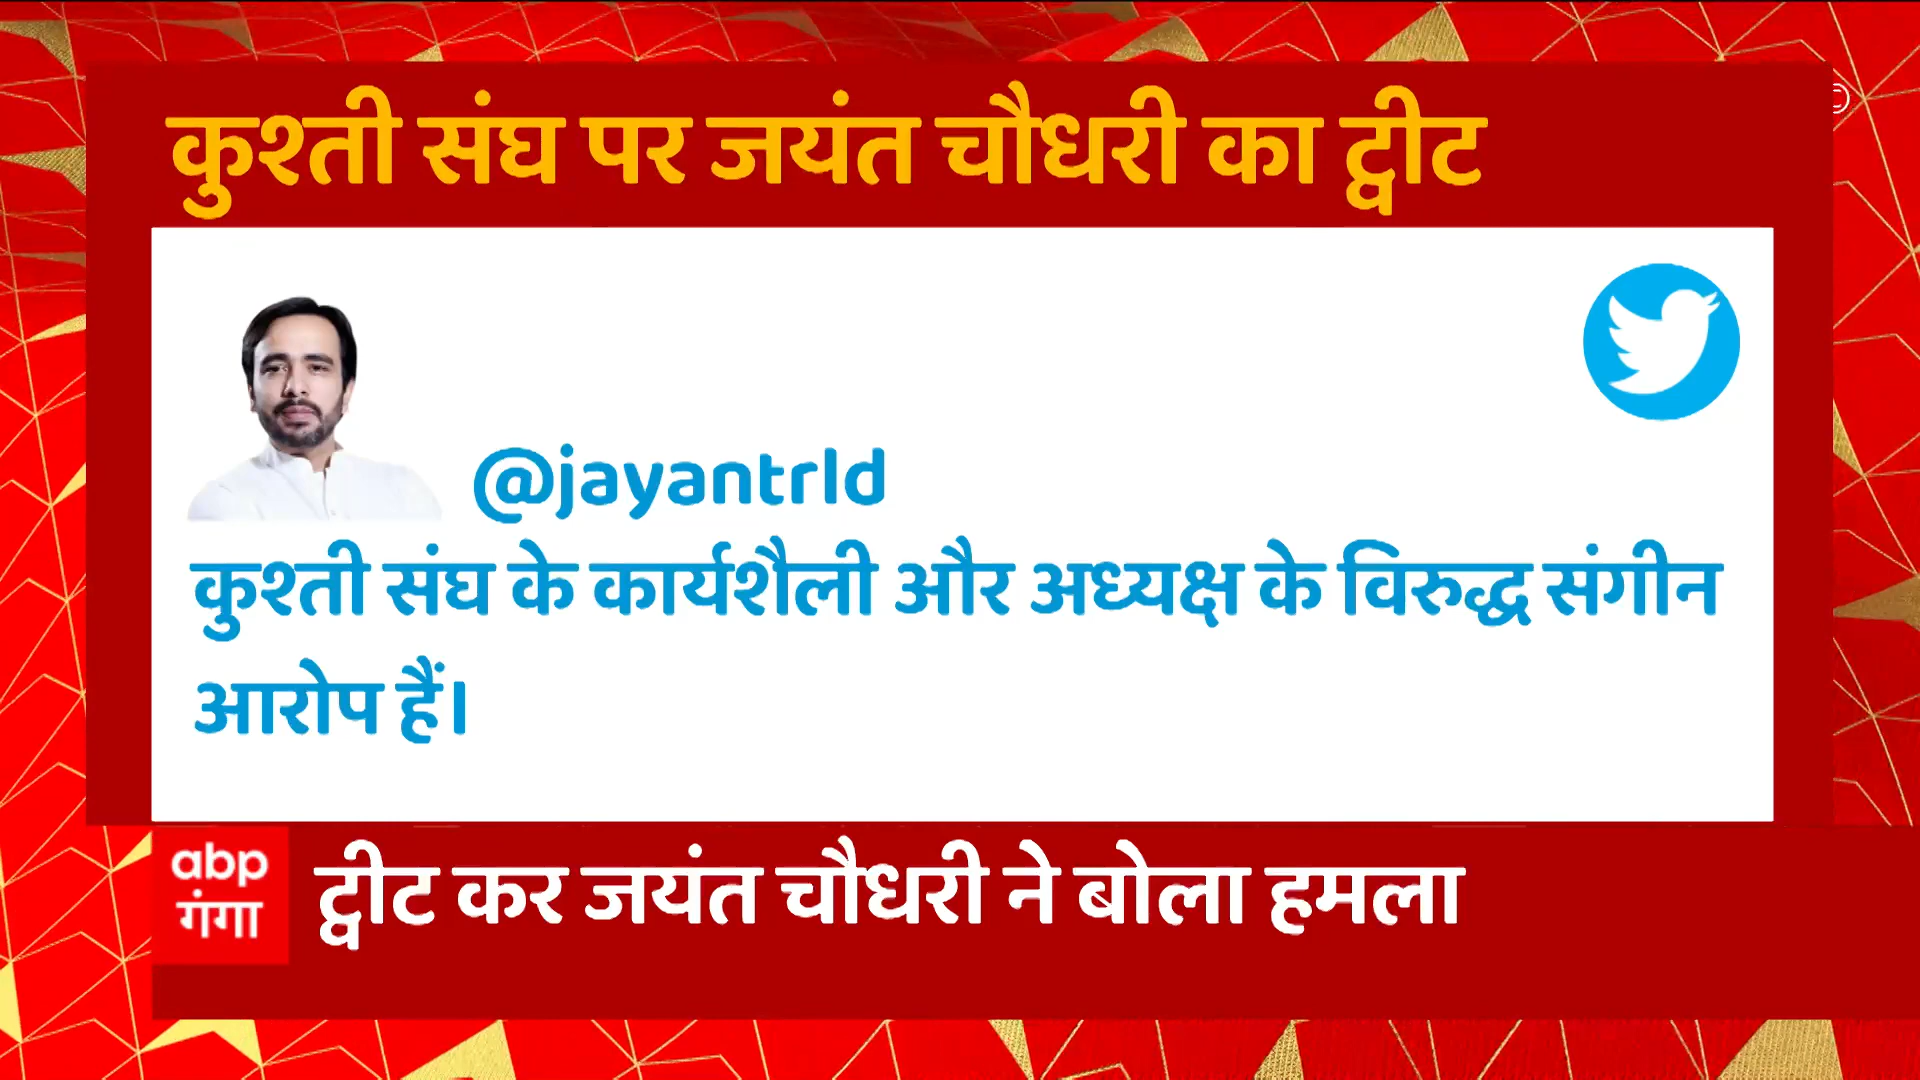 कुश्ती संघ पर जयंत चौधरी का ट्वीट
@jayantrld
कुश्ती संघ के कार्यशैली और अध्यक्ष के विरुद्ध संगीन
आरोप हैं।
abp
गंगा
ट्वीट कर जयंत चौधरी ने बोला हमला